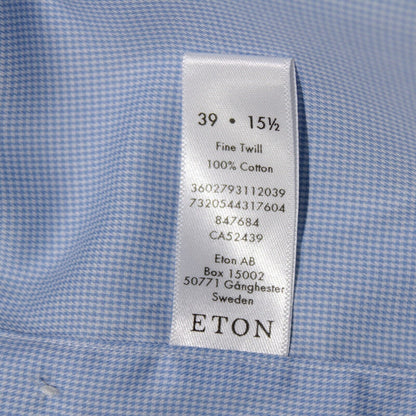 39 • 15½
Fine Twill
100% Cotton
3602793112039
7320544317604
847684
CA52439
Eton AB
Box 15002
50771 Gånghester
Sweden
ETON